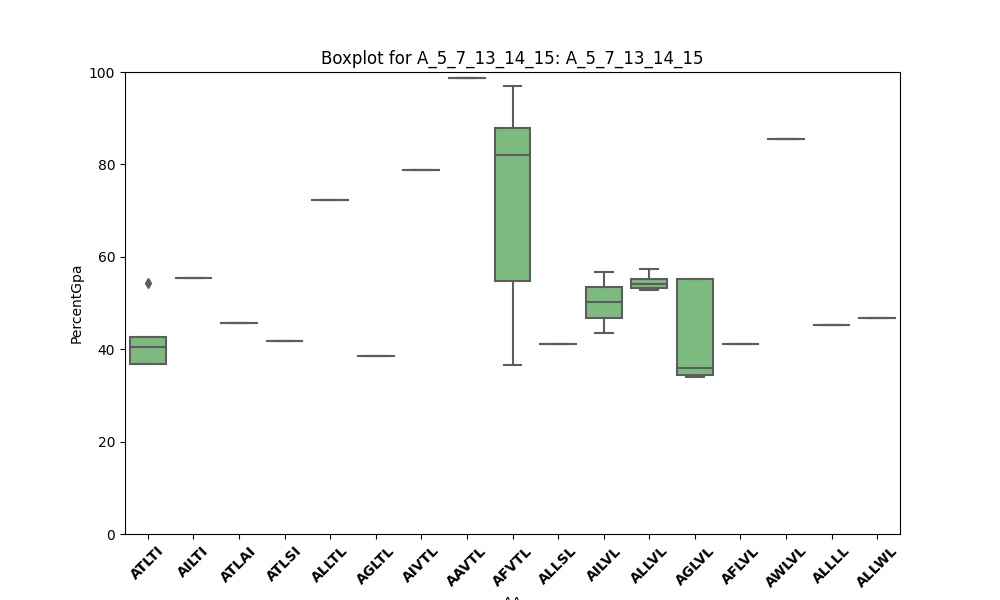 Boxplot for A_5_7_13_14_15: A_5_7_13_14_15
100
80
60
40
20
0
PercentGpa
ATLTI
AILTI
ATLAI
ATLSI
ALLTL
AGLTL
AIVTL
AAVTL
AFVTL
ALLSL
AILVL
ALLVL
AGLVL
AFLVL
AWLVL
ALLLL
ALLWL